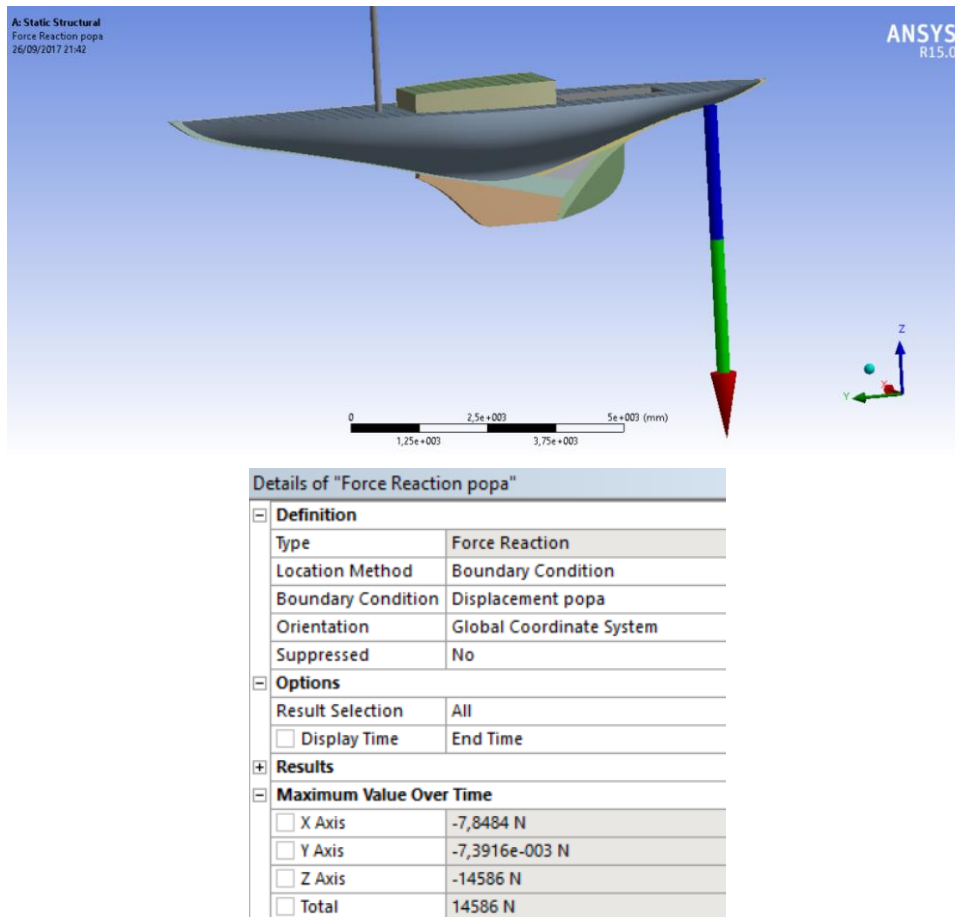 A: Static Structural
Force Reaction popa
26/09/2017 21:42
ANSYS
R15.0
0 2,5e+003 5e+003 (mm)
1,25e+003 3,75e+003
Z
Y X
Details of "Force Reaction popa"
Definition
Type Force Reaction
Location Method Boundary Condition
Boundary Condition Displacement popa
Orientation Global Coordinate System
Suppressed No
Options
Result Selection All
Display Time End Time
Results
Maximum Value Over Time
X Axis -7,8484 N
Y Axis -7,3916e-003 N
Z Axis -14586 N
Total 14586 N